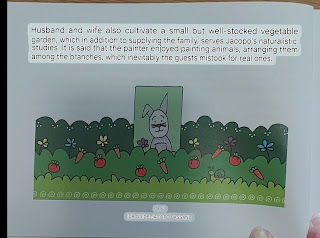 Husband and wife also cultivate a small but well-stocked vegetable
garden, which in addition to supplying the family, serves Jacopo's naturalistic
studies. It is said that the painter enjoyed painting animals, arranging them
among the branches, which inevitably the guests mistook for real ones.